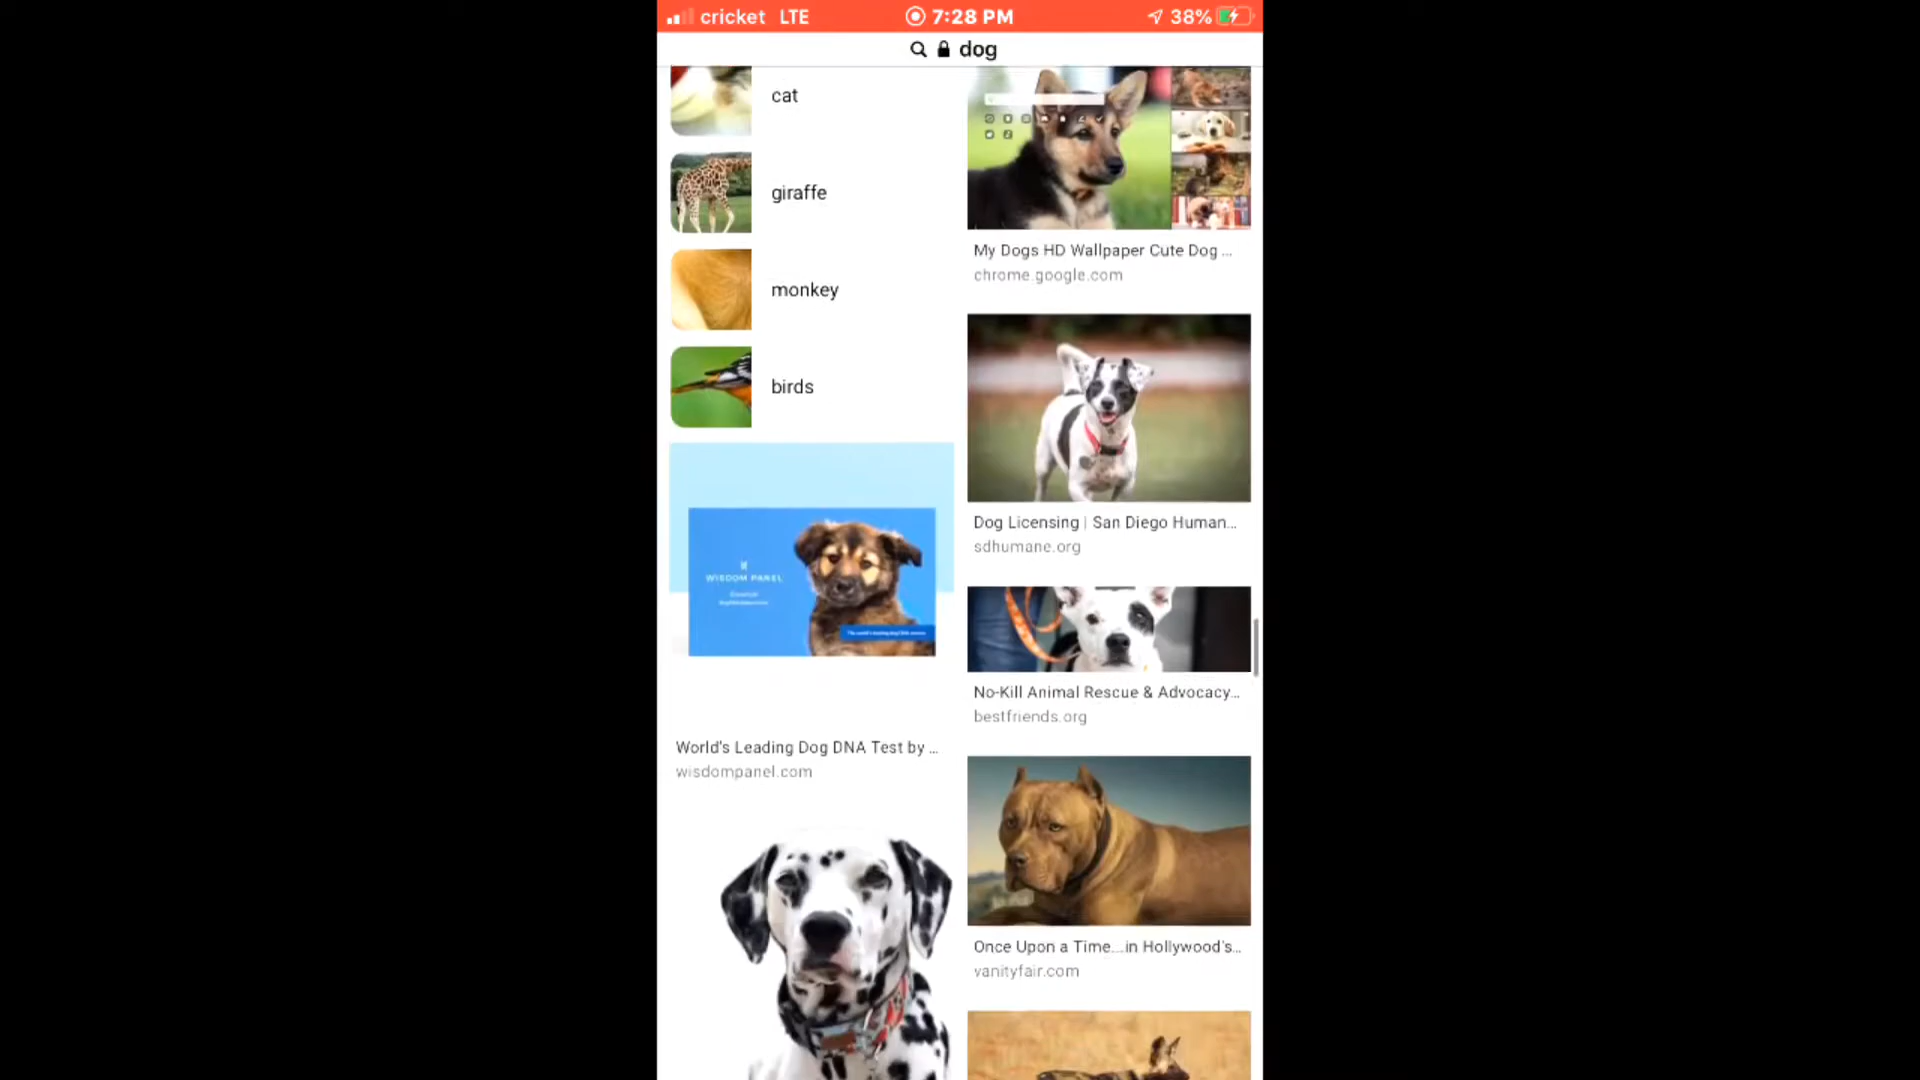 cricket LTE 7:28 PM 38%
dog
cat
giraffe
monkey
birds
WISDOM PANEL
World's Leading Dog DNA Test by ...
wisdompanel.com
My Dogs HD Wallpaper Cute Dog ...
chrome.google.com
Dog Licensing | San Diego Human...
sdhumane.org
No-Kill Animal Rescue & Advocacy...
bestfriends.org
Once Upon a Time...in Hollywood's...
vanityfair.com